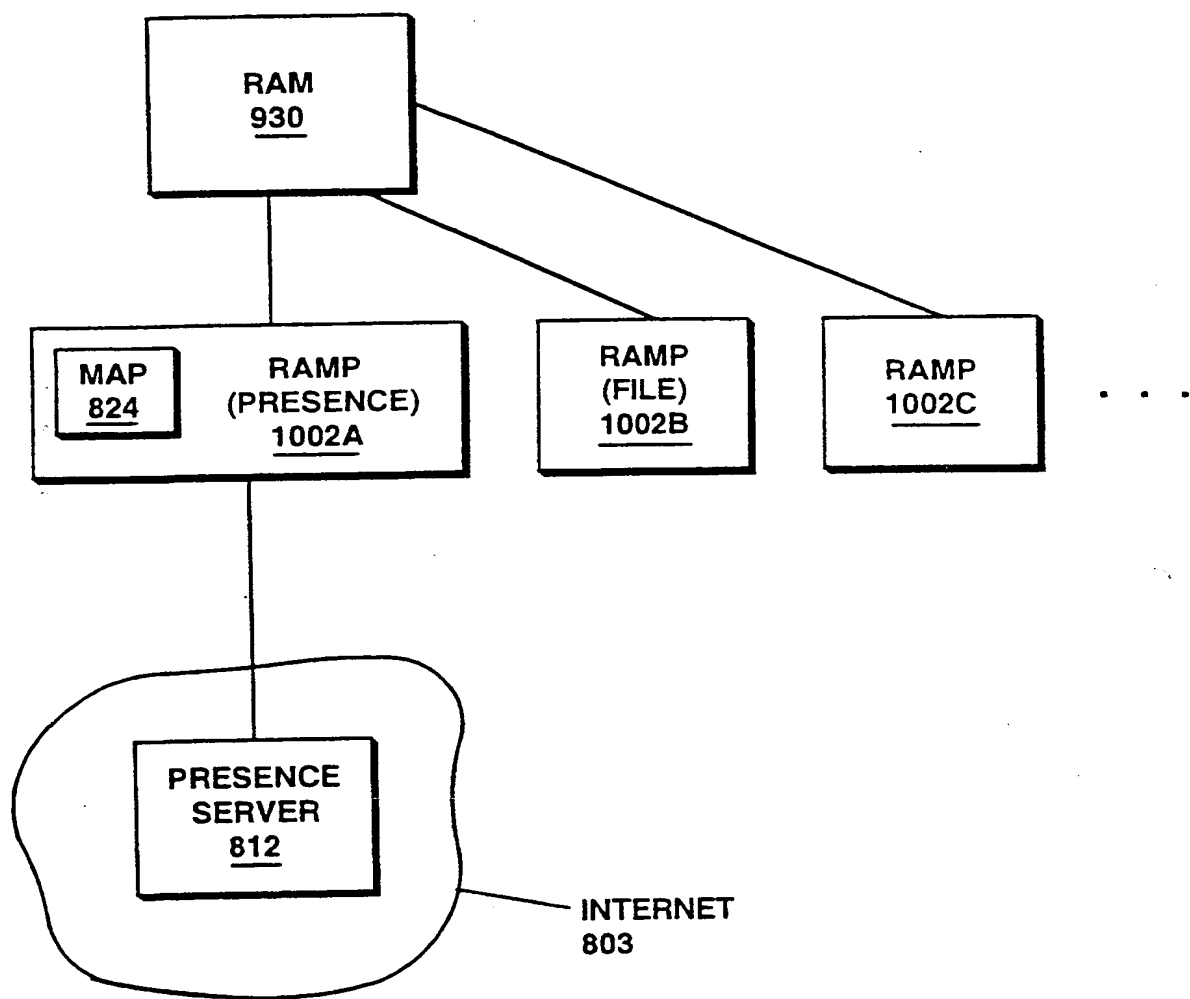 RAM
930
MAP
824
RAMP
(PRESENCE)
1002A
RAMP
(FILE)
1002B
RAMP
1002C
. . .
PRESENCE
SERVER
812
INTERNET
803